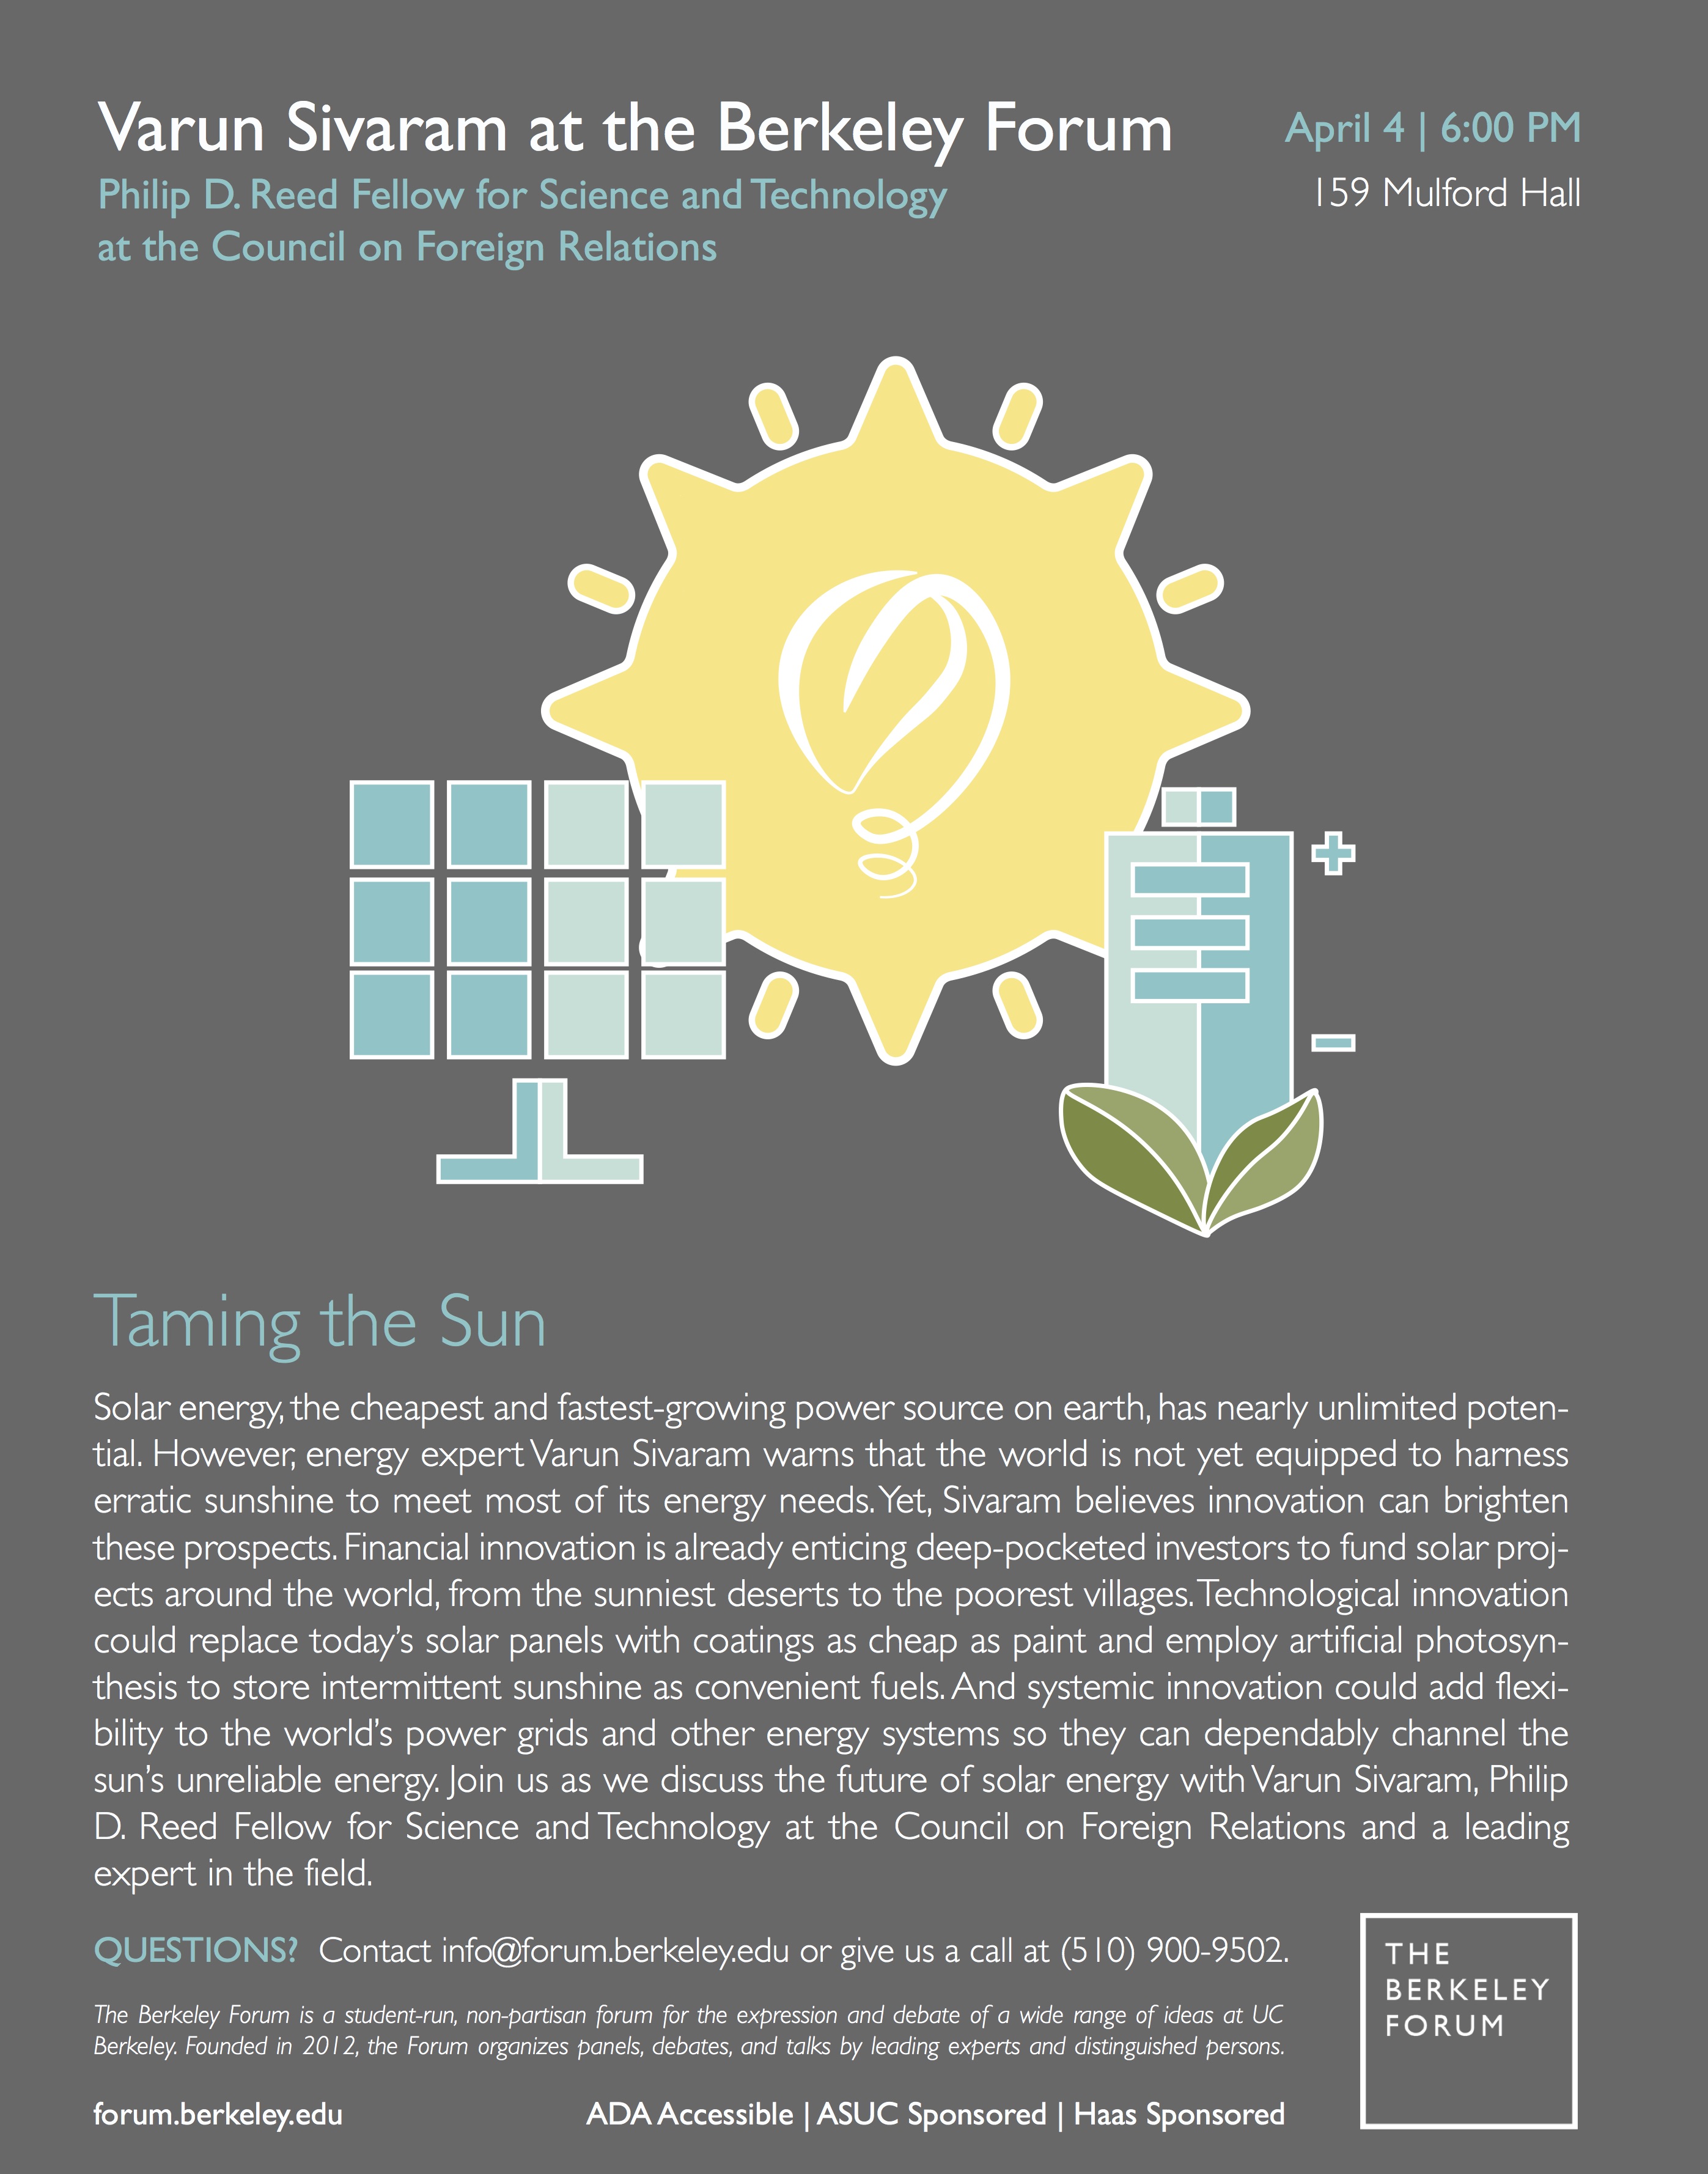 Varun Sivaram at the Berkeley Forum
Philip D. Reed Fellow for Science and Technology
at the Council on Foreign Relations
April 4 | 6:00 PM
159 Mulford Hall
Taming the Sun
Solar energy, the cheapest and fastest-growing power source on earth, has nearly unlimited poten-
tial. However, energy expert Varun Sivaram warns that the world is not yet equipped to harness
erratic sunshine to meet most of its energy needs. Yet, Sivaram believes innovation can brighten
these prospects. Financial innovation is already enticing deep-pocketed investors to fund solar proj-
ects around the world, from the sunniest deserts to the poorest villages. Technological innovation
could replace today’s solar panels with coatings as cheap as paint and employ artificial photosyn-
thesis to store intermittent sunshine as convenient fuels. And systemic innovation could add flexi-
bility to the world’s power grids and other energy systems so they can dependably channel the
sun’s unreliable energy. Join us as we discuss the future of solar energy with Varun Sivaram, Philip
D. Reed Fellow for Science and Technology at the Council on Foreign Relations and a leading
expert in the field.
QUESTIONS? Contact info@forum.berkeley.edu or give us a call at (510) 900-9502.
The Berkeley Forum is a student-run, non-partisan forum for the expression and debate of a wide range of ideas at UC
Berkeley. Founded in 2012, the Forum organizes panels, debates, and talks by leading experts and distinguished persons.
forum.berkeley.edu
ADA Accessible | ASUC Sponsored | Haas Sponsored
THE
BERKELEY
FORUM